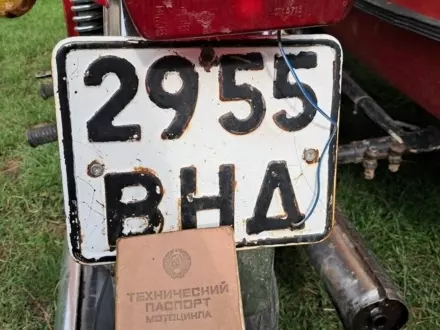 2955
ВНД
ТЕХНИЧЕСКИЙ
ПАСПОРТ
МОТОЦИКЛА